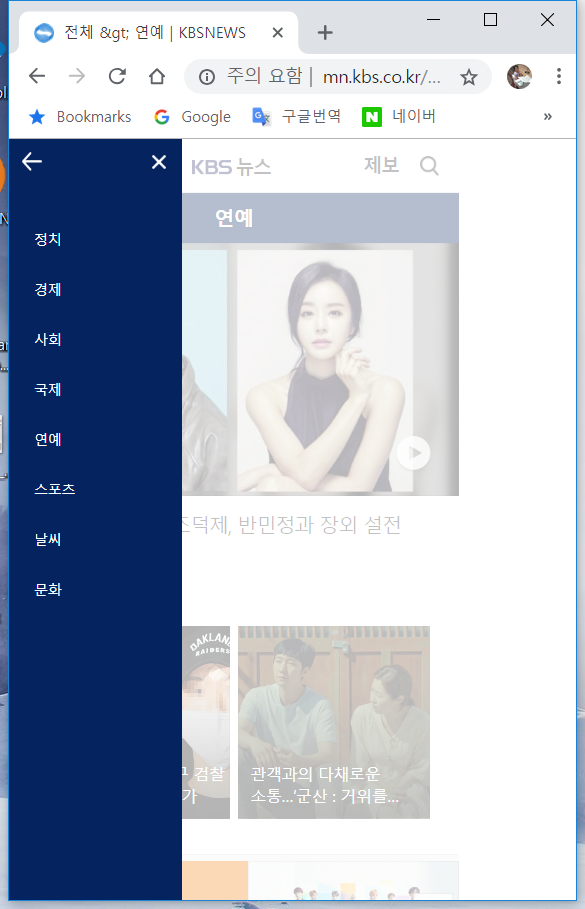 전체 &gt; 연예 | KBSNEWS
주의 요함 | mn.kbs.co.kr/...
Bookmarks Google 구글번역 네이버 »
KBS 뉴스 제보
연예
정치
경제
사회
국제
연예
스포츠
날씨
문화
조덕제, 반민정과 장외 설전
OAKLAND
RAIDERS
검찰
가
관객과의 다채로운
소통...'군산 : 거위를...